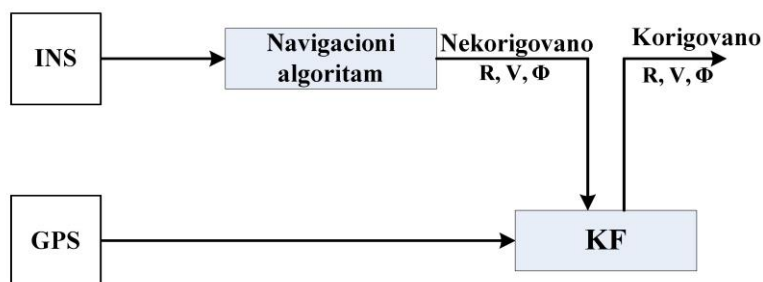 INS
Navigacioni
algoritam
Nekorigovano
R, V, Φ
Korigovano
R, V, Φ
GPS
KF